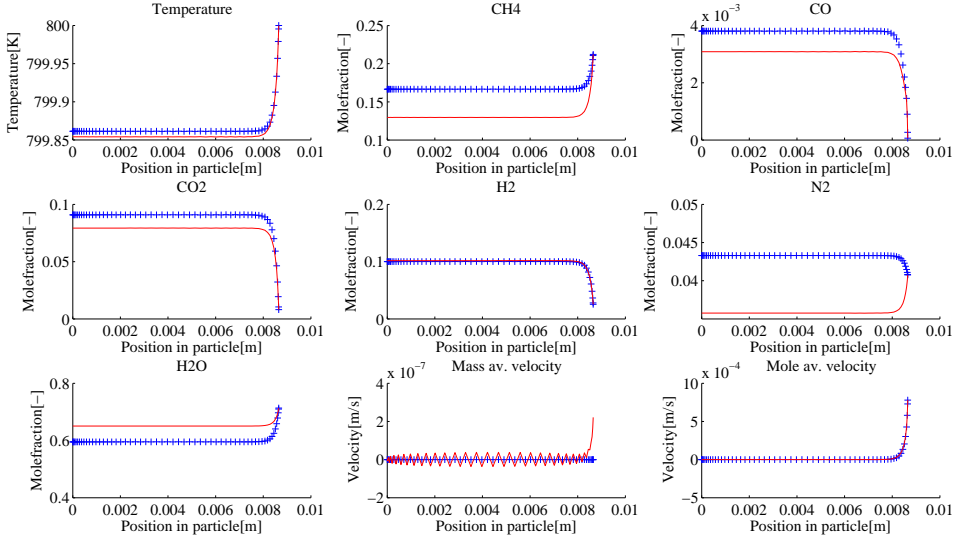 Temperature
800
799.95
799.9
799.85
Temperature[K]
0 0.002 0.004 0.006 0.008 0.01
Position in particle[m]
CH4
0.25
0.2
0.15
0.1
Molefraction[−]
0 0.002 0.004 0.006 0.008 0.01
Position in particle[m]
CO
x 10⁻³
4
2
0
Molefraction[−]
0 0.002 0.004 0.006 0.008 0.01
Position in particle[m]
CO2
0.1
0.05
0
Molefraction[−]
0 0.002 0.004 0.006 0.008 0.01
Position in particle[m]
H2
0.2
0.1
0
Molefraction[−]
0 0.002 0.004 0.006 0.008 0.01
Position in particle[m]
N2
0.05
0.045
0.04
Molefraction[−]
0 0.002 0.004 0.006 0.008 0.01
Position in particle[m]
H2O
0.8
0.6
0.4
Molefraction[−]
0 0.002 0.004 0.006 0.008 0.01
Position in particle[m]
Mass av. velocity
x 10⁻⁷
4
2
0
−2
Velocity[m/s]
0 0.002 0.004 0.006 0.008 0.01
Position in particle[m]
Mole av. velocity
x 10⁻⁴
10
5
0
−5
Velocity[m/s]
0 0.002 0.004 0.006 0.008 0.01
Position in particle[m]